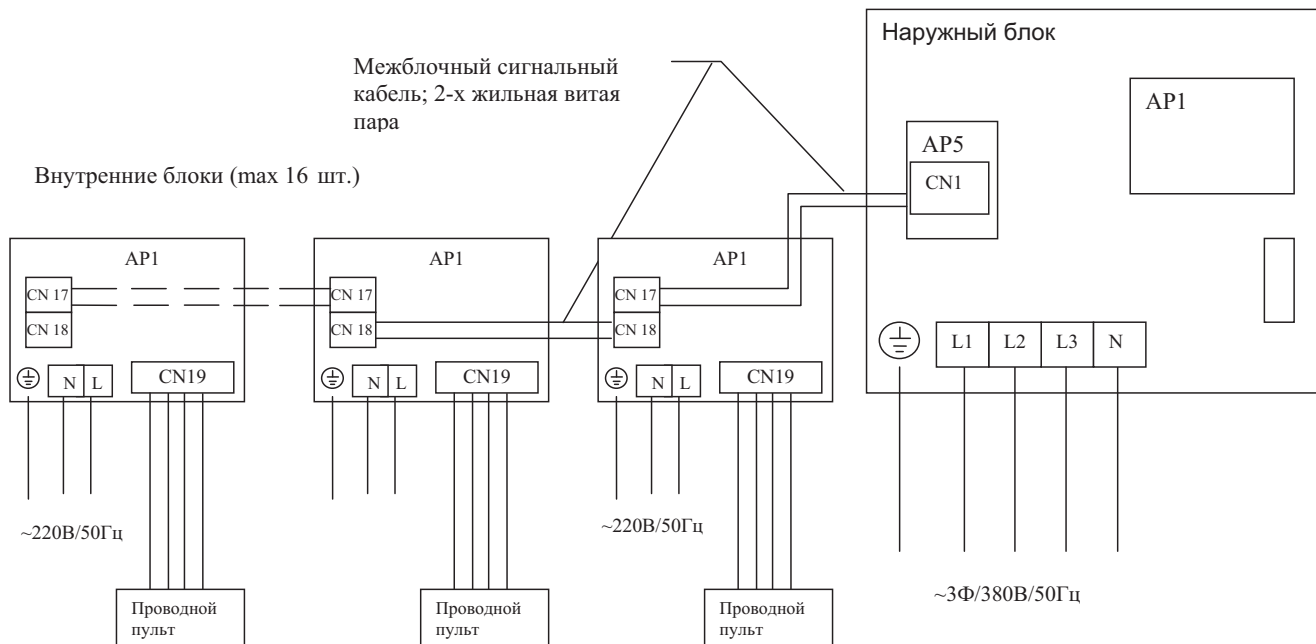 Наружный блок
Межблочный сигнальный
кабель; 2-х жильная витая
пара
AP1
AP5
CN1
Внутренние блоки (max 16 шт.)
AP1
AP1
AP1
CN 17
CN 17
CN 17
CN 18
CN 18
CN 18
L1 L2 L3 N
N L
CN19
N L
CN19
N L
CN19
~220В/50Гц
~220В/50Гц
~3Ф/380В/50Гц
Проводной
пульт
Проводной
пульт
Проводной
пульт